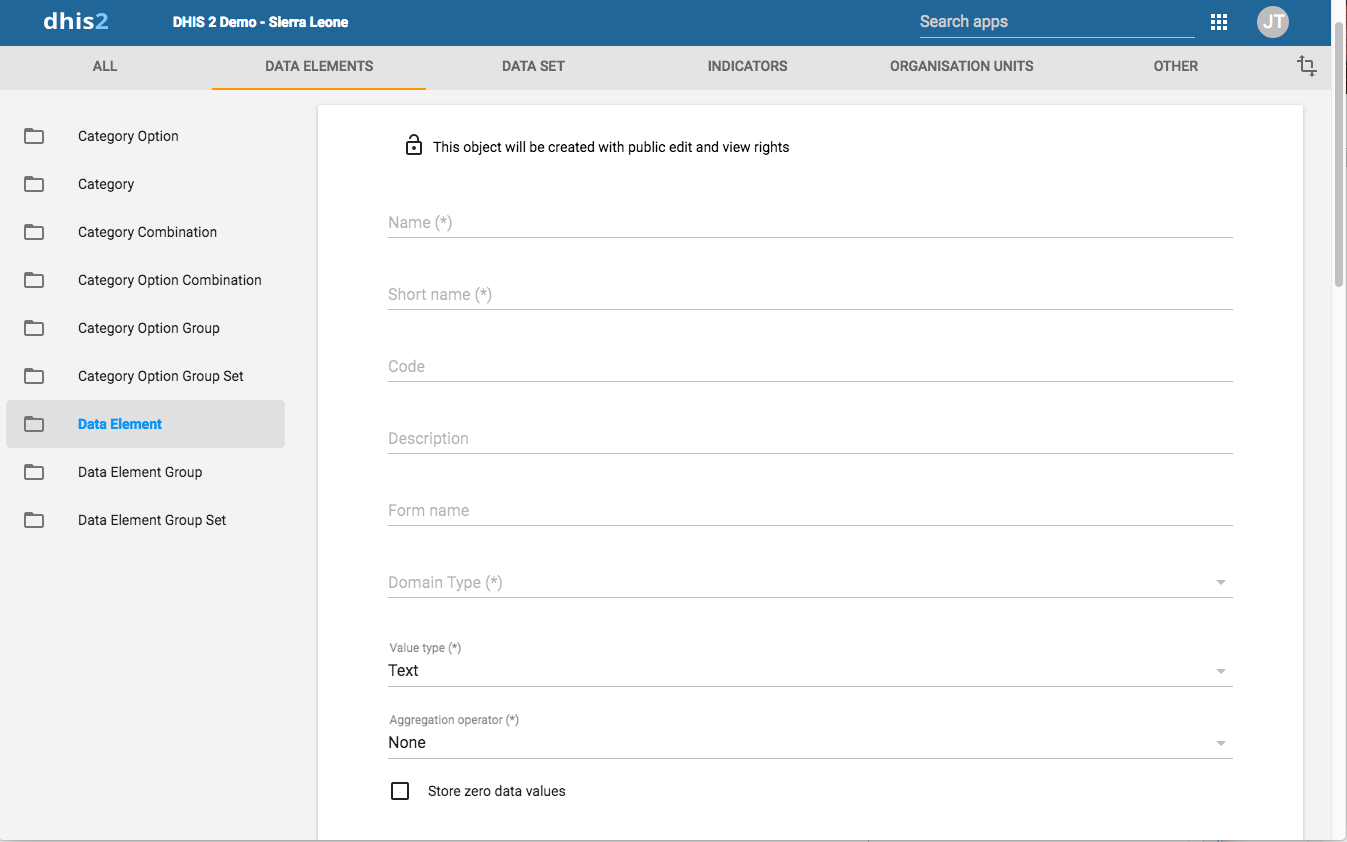 dhis2 DHIS 2 Demo - Sierra Leone Search apps JT
ALL DATA ELEMENTS DATA SET INDICATORS ORGANISATION UNITS OTHER
Category Option
Category
Category Combination
Category Option Combination
Category Option Group
Category Option Group Set
Data Element
Data Element Group
Data Element Group Set
This object will be created with public edit and view rights
Name (*)
Short name (*)
Code
Description
Form name
Domain Type (*)
Value type (*)
Text
Aggregation operator (*)
None
Store zero data values